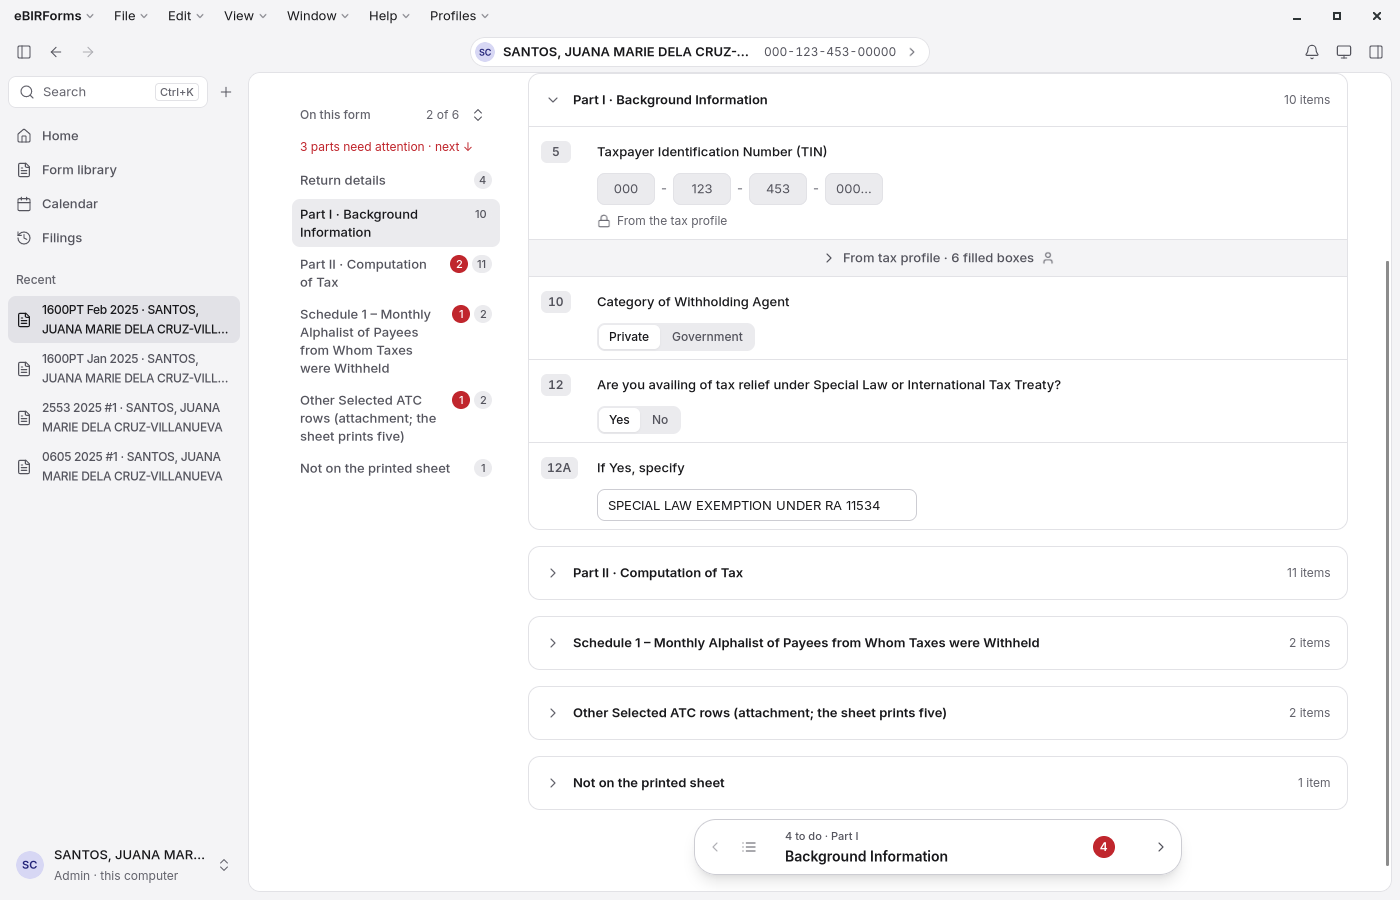 eBIRForms File Edit View Window Help Profiles
SC SANTOS, JUANA MARIE DELA CRUZ-... 000-123-453-00000
Search Ctrl+K
Home
Form library
Calendar
Filings
Recent
1600PT Feb 2025 · SANTOS,
JUANA MARIE DELA CRUZ-VILL...
1600PT Jan 2025 · SANTOS,
JUANA MARIE DELA CRUZ-VILL...
2553 2025 #1 · SANTOS, JUANA
MARIE DELA CRUZ-VILLANUEVA
0605 2025 #1 · SANTOS, JUANA
MARIE DELA CRUZ-VILLANUEVA
SC SANTOS, JUANA MAR...
Admin · this computer
On this form 2 of 6
3 parts need attention · next ↓
Return details 4
Part I · Background 10
Information
Part II · Computation 2 11
of Tax
Schedule 1 – Monthly 1 2
Alphalist of Payees
from Whom Taxes
were Withheld
Other Selected ATC 1 2
rows (attachment; the
sheet prints five)
Not on the printed sheet 1
Part I · Background Information 10 items
5 Taxpayer Identification Number (TIN)
000 - 123 - 453 - 000...
From the tax profile
From tax profile · 6 filled boxes
10 Category of Withholding Agent
Private Government
12 Are you availing of tax relief under Special Law or International Tax Treaty?
Yes No
12A If Yes, specify
SPECIAL LAW EXEMPTION UNDER RA 11534
Part II · Computation of Tax 11 items
Schedule 1 – Monthly Alphalist of Payees from Whom Taxes were Withheld 2 items
Other Selected ATC rows (attachment; the sheet prints five) 2 items
Not on the printed sheet 1 item
4 to do · Part I
Background Information 4